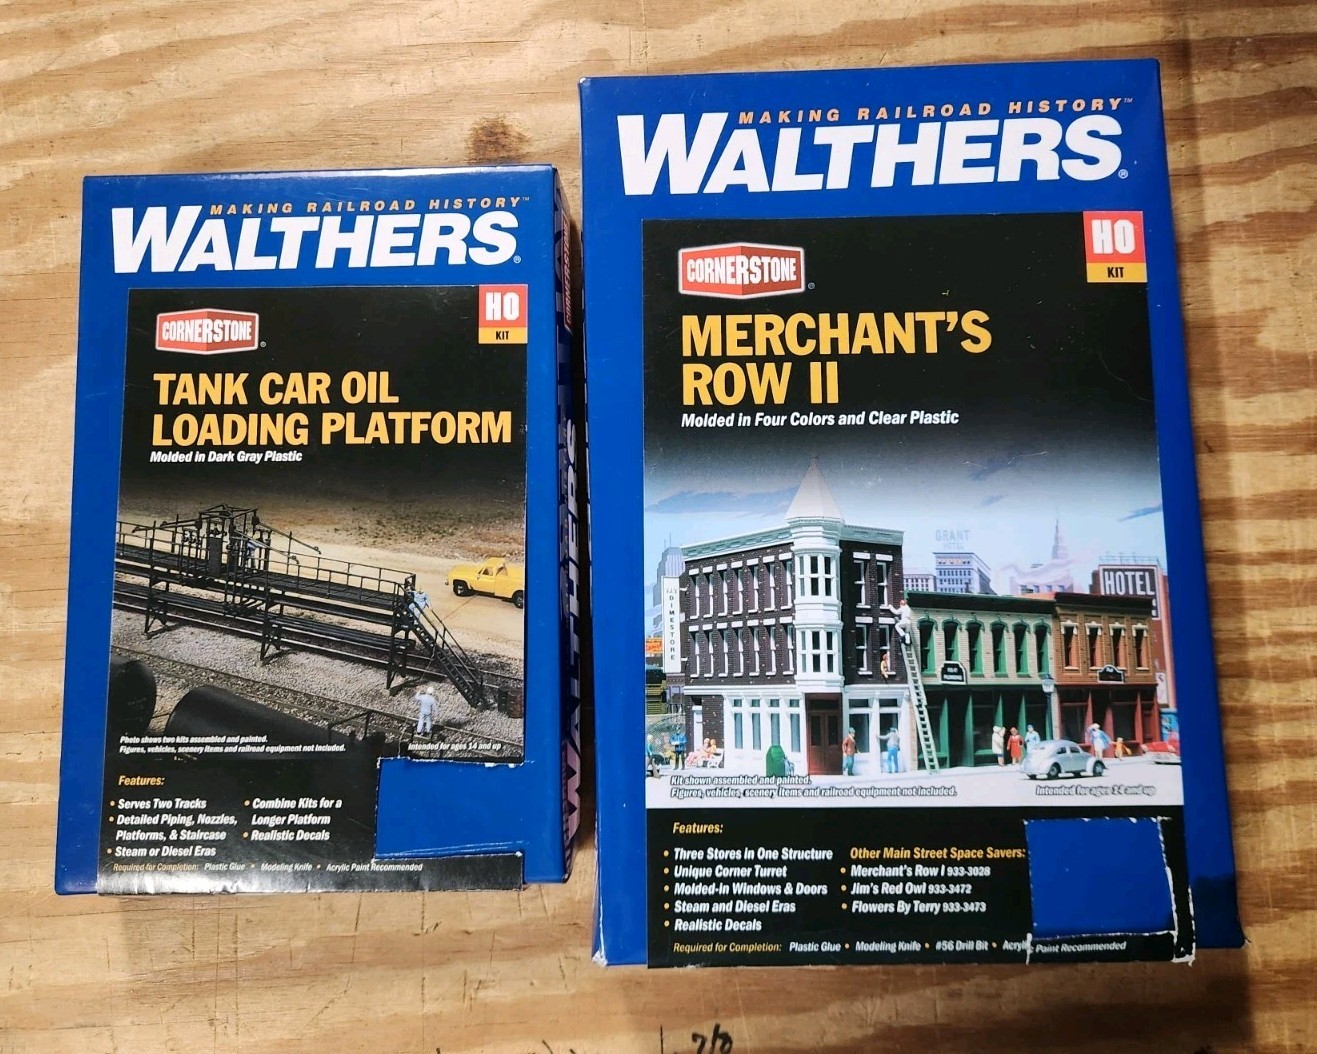 MAKING RAILROAD HISTORY™
WALTHERS®
CORNERSTONE®
HO
KIT
TANK CAR OIL
LOADING PLATFORM
Molded in Dark Gray Plastic
Photo shows two kits assembled and painted.
Figures, vehicles, scenery items and railroad equipment not included.
Intended for ages 14 and up
Features:
• Serves Two Tracks
• Detailed Piping, Nozzles,
Platforms, & Staircase
• Steam or Diesel Eras
• Combine Kits for a
Longer Platform
• Realistic Decals
Required for Completion: Plastic Glue • Modeling Knife • Acrylic Paint Recommended
CORNERSTONE
WALTHERS
MAKING RAILROAD HISTORY™
WALTHERS®
CORNERSTONE®
HO
KIT
MERCHANT'S
ROW II
Molded in Four Colors and Clear Plastic
GRANT
HOTEL
HOTEL
DIMESTORE
Kit shown assembled and painted.
Figures, vehicles, scenery items and railroad equipment not included.
Intended for ages 14 and up
Features:
• Three Stores in One Structure
• Unique Corner Turret
• Molded-in Windows & Doors
• Steam and Diesel Eras
• Realistic Decals
Other Main Street Space Savers:
• Merchant's Row I 933-3028
• Jim's Red Owl 933-3472
• Flowers By Terry 933-3473
Required for Completion: Plastic Glue • Modeling Knife • #56 Drill Bit • Acrylic Paint Recommended